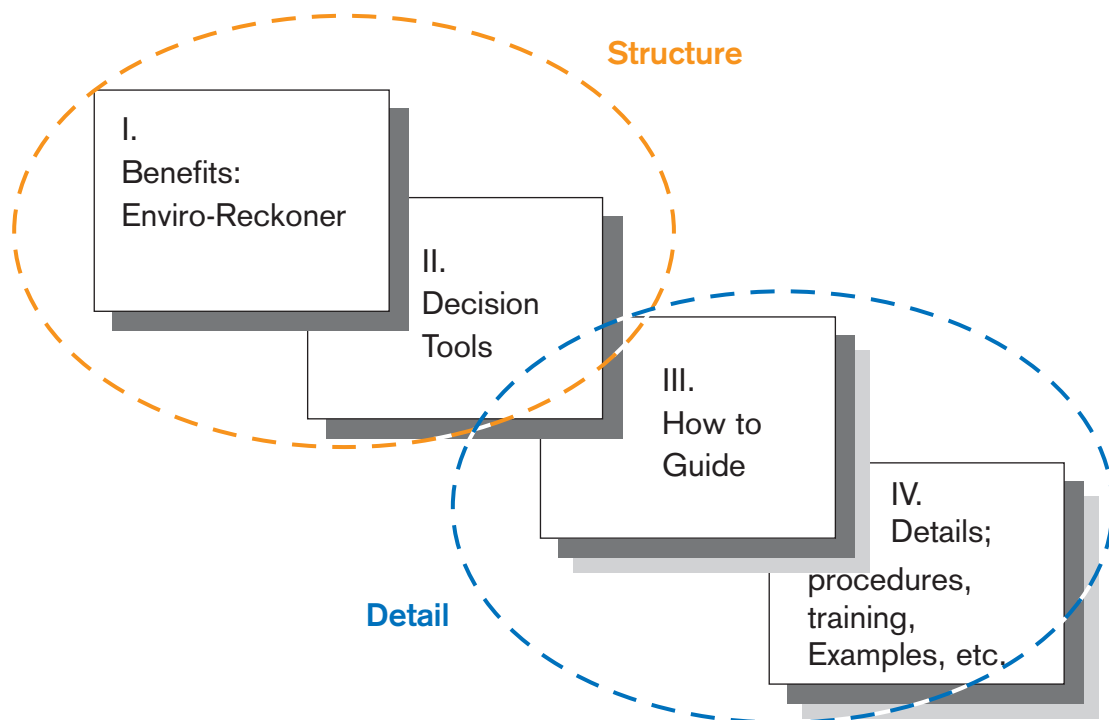 Structure
I.
Benefits:
Enviro-Reckoner
II.
Decision
Tools
III.
How to
Guide
IV.
Details;
procedures,
training,
Examples, etc.
Detail